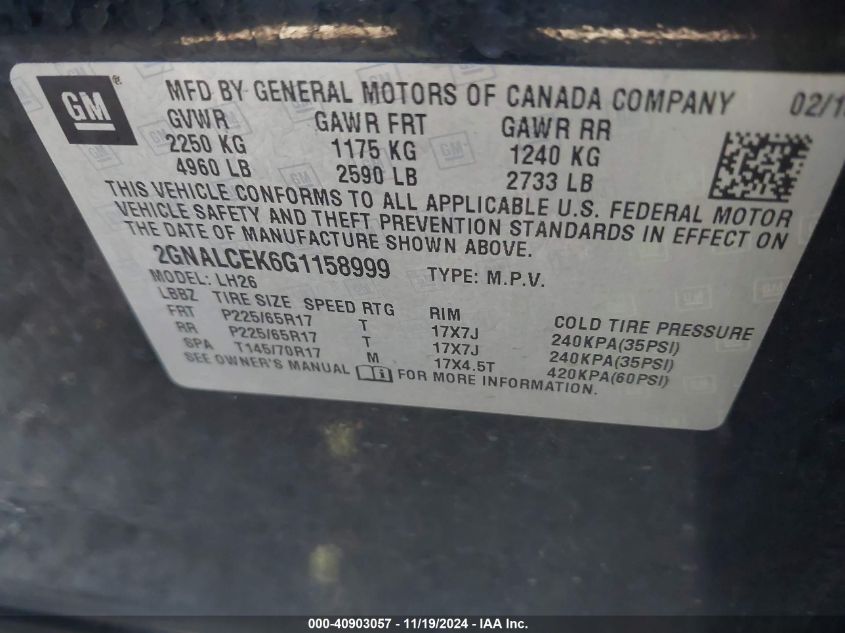 GM ®
MFD BY GENERAL MOTORS OF CANADA COMPANY 02/1
GVWR GAWR FRT GAWR RR
2250 KG 1175 KG 1240 KG
4960 LB 2590 LB 2733 LB
THIS VEHICLE CONFORMS TO ALL APPLICABLE U.S. FEDERAL MOTOR
VEHICLE SAFETY AND THEFT PREVENTION STANDARDS IN EFFECT ON
THE DATE OF MANUFACTURE SHOWN ABOVE.
2GNALCEK6G1158999 TYPE: M.P.V.
MODEL: LH26
LBBZ TIRE SIZE SPEED RTG RIM COLD TIRE PRESSURE
FRT P225/65R17 T 17X7J 240KPA(35PSI)
RR P225/65R17 T 17X7J 240KPA(35PSI)
SPA T145/70R17 M 17X4.5T 420KPA(60PSI)
SEE OWNER'S MANUAL FOR MORE INFORMATION.
000-40903057 - 11/19/2024 - IAA Inc.